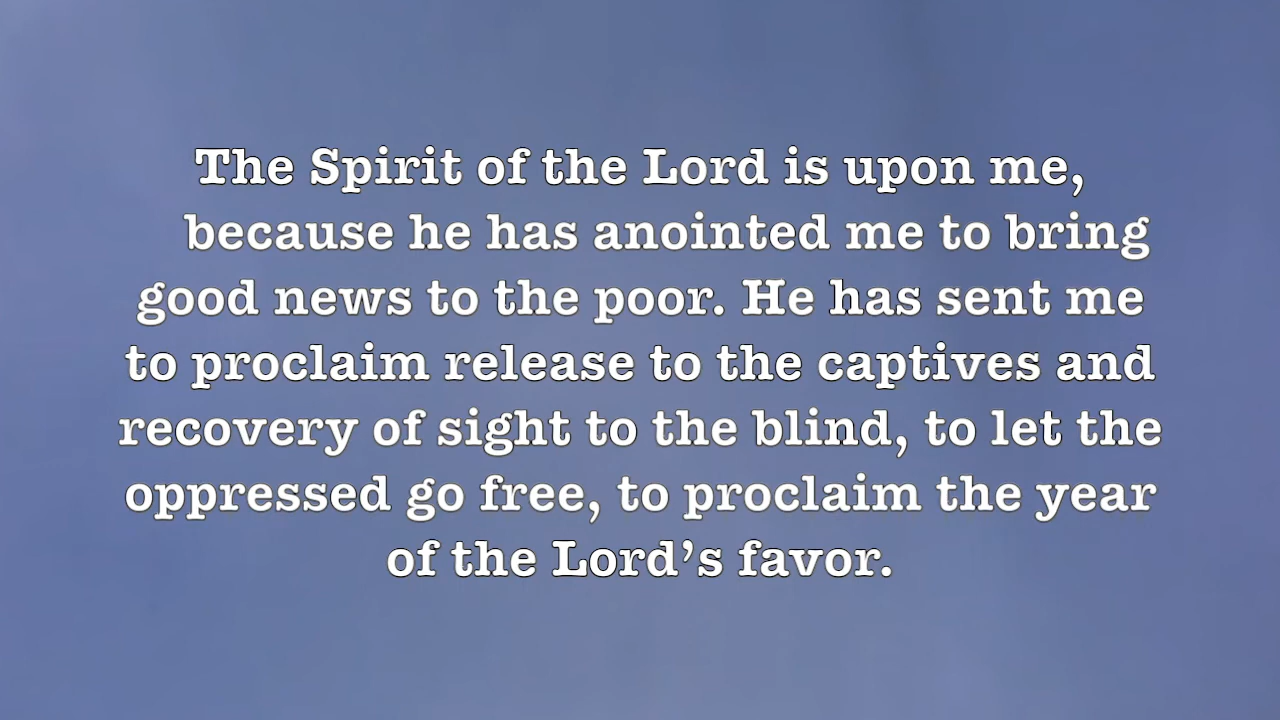 The Spirit of the Lord is upon me,
because he has anointed me to bring
good news to the poor. He has sent me
to proclaim release to the captives and
recovery of sight to the blind, to let the
oppressed go free, to proclaim the year
of the Lord’s favor.